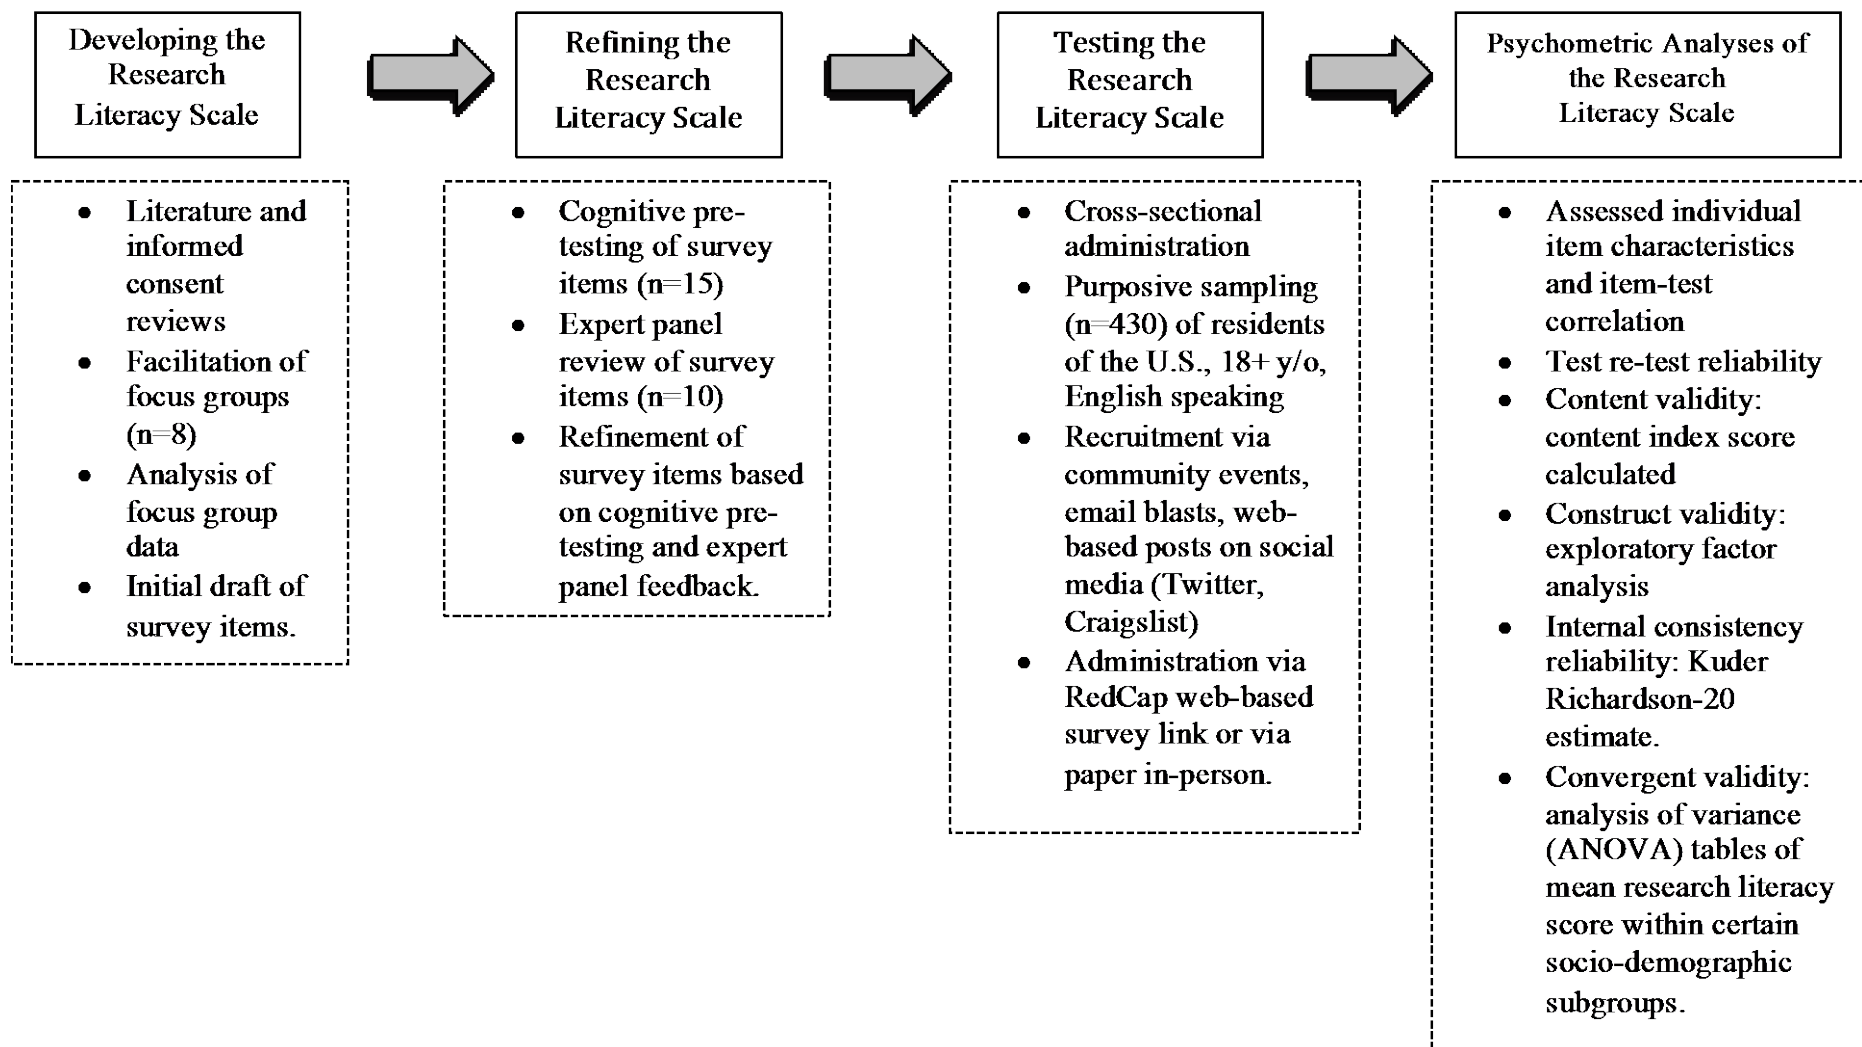 Developing the
Research
Literacy Scale
Refining the
Research
Literacy Scale
Testing the
Research
Literacy Scale
Psychometric Analyses of
the Research
Literacy Scale
• Literature and
informed
consent
reviews
• Facilitation of
focus groups
(n=8)
• Analysis of
focus group
data
• Initial draft of
survey items.
• Cognitive pre-
testing of survey
items (n=15)
• Expert panel
review of survey
items (n=10)
• Refinement of
survey items based
on cognitive pre-
testing and expert
panel feedback.
• Cross-sectional
administration
• Purposive sampling
(n=430) of residents
of the U.S., 18+ y/o,
English speaking
• Recruitment via
community events,
email blasts, web-
based posts on social
media (Twitter,
Craigslist)
• Administration via
RedCap web-based
survey link or via
paper in-person.
• Assessed individual
item characteristics
and item-test
correlation
• Test re-test reliability
• Content validity:
content index score
calculated
• Construct validity:
exploratory factor
analysis
• Internal consistency
reliability: Kuder
Richardson-20
estimate.
• Convergent validity:
analysis of variance
(ANOVA) tables of
mean research literacy
score within certain
socio-demographic
subgroups.